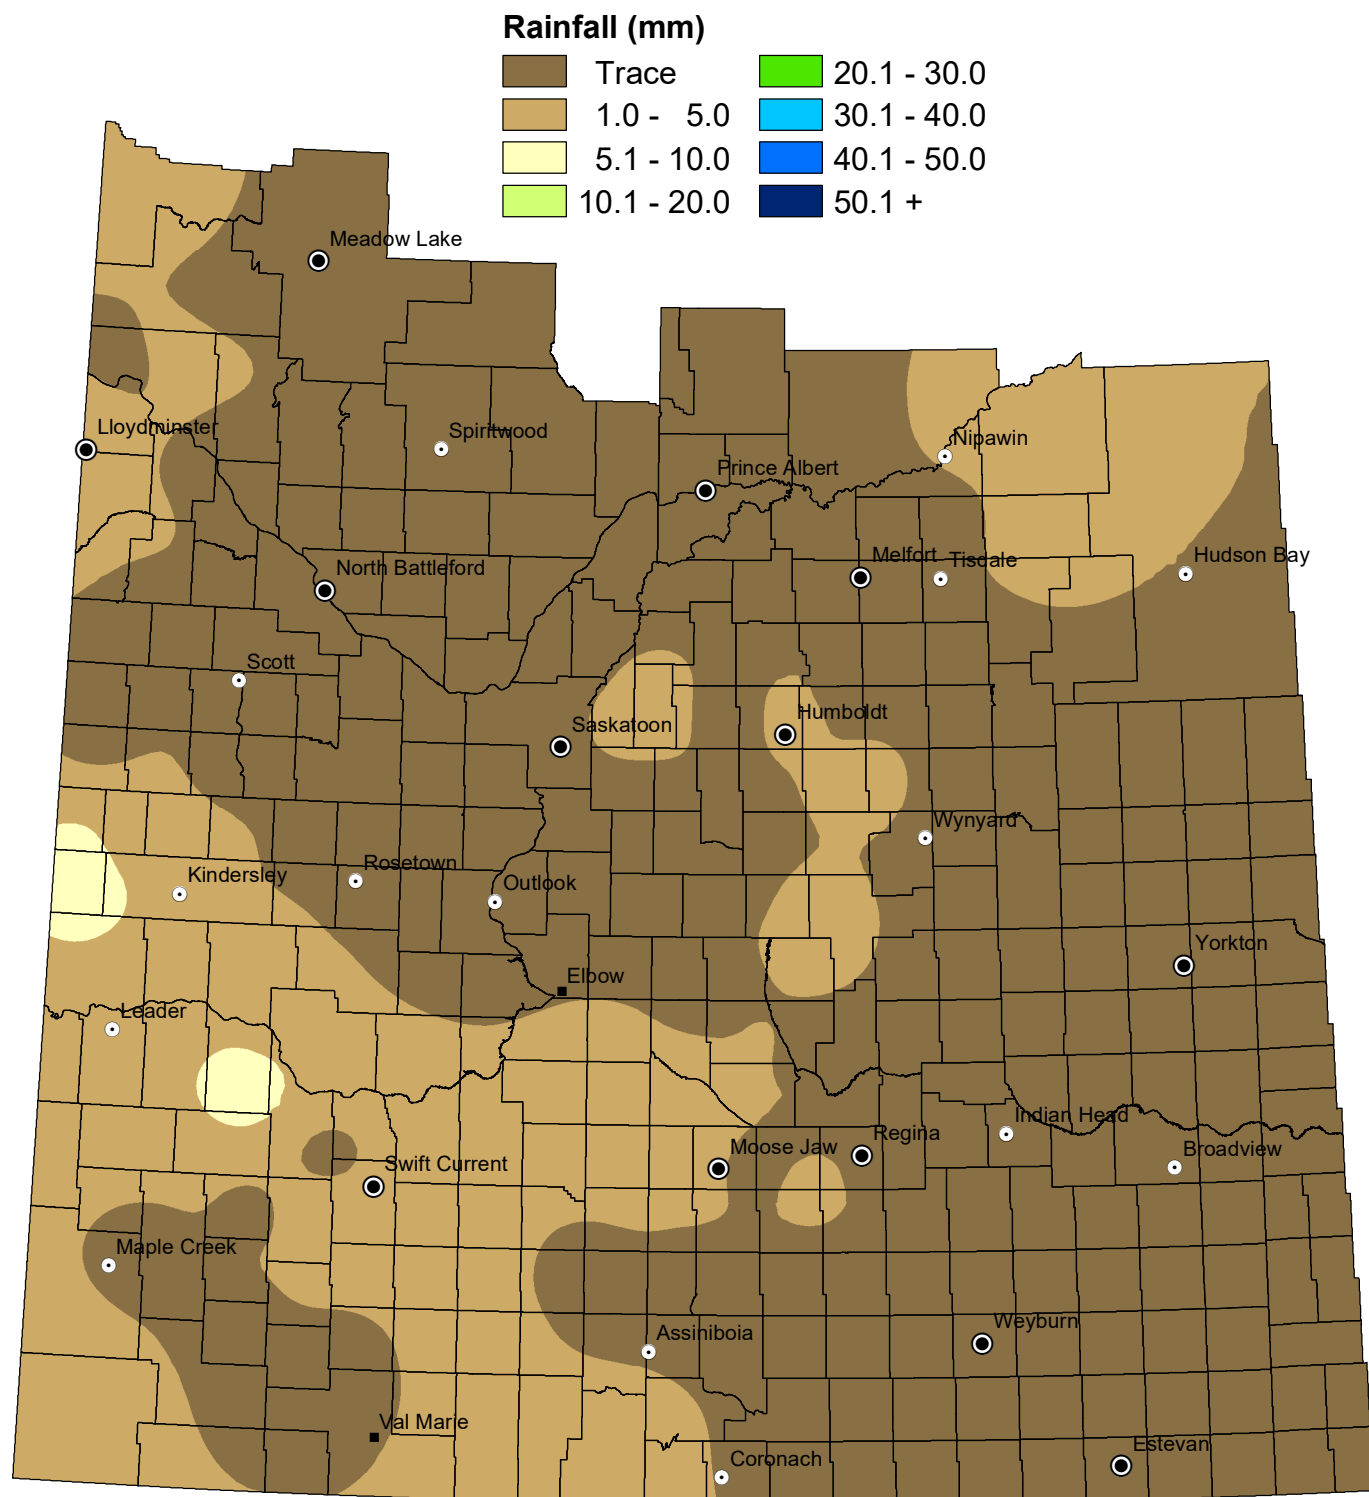 Rainfall (mm)
Trace
20.1 - 30.0
1.0 - 5.0
30.1 - 40.0
5.1 - 10.0
40.1 - 50.0
10.1 - 20.0
50.1 +
Meadow Lake
Lloydminster
Spiritwood
Nipawin
Prince Albert
North Battleford
Melfort
Tisdale
Hudson Bay
Scott
Saskatoon
Humboldt
Wynyard
Kindersley
Rosetown
Outlook
Yorkton
Elbow
Leader
Indian Head
Moose Jaw
Regina
Broadview
Swift Current
Maple Creek
Weyburn
Assiniboia
Val Marie
Estevan
Coronach